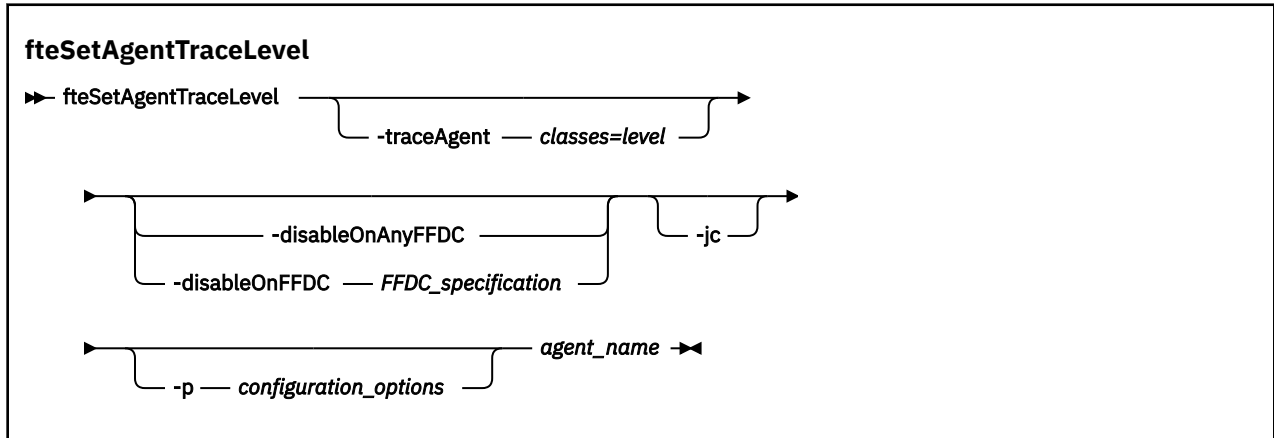 fteSetAgentTraceLevel
fteSetAgentTraceLevel
-traceAgent classes=level
-disableOnAnyFFDC
-jc
-disableOnFFDC FFDC_specification
agent_name
-p configuration_options